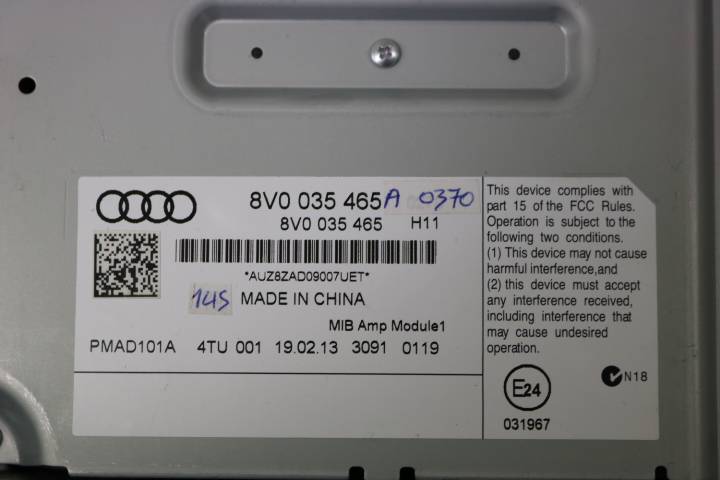 8V0 035 465 A 0370
8V0 035 465 H11
*AUZ8ZAD09007UET*
14S MADE IN CHINA
MIB Amp Module1
PMAD101A 4TU 001 19.02.13 3091 0119
This device complies with
part 15 of the FCC Rules.
Operation is subject to the
following two conditions.
(1) This device may not cause
harmful interference,and
(2) this device must accept
any interference received,
including interference that
may cause undesired
operation.
E24
N18
031967